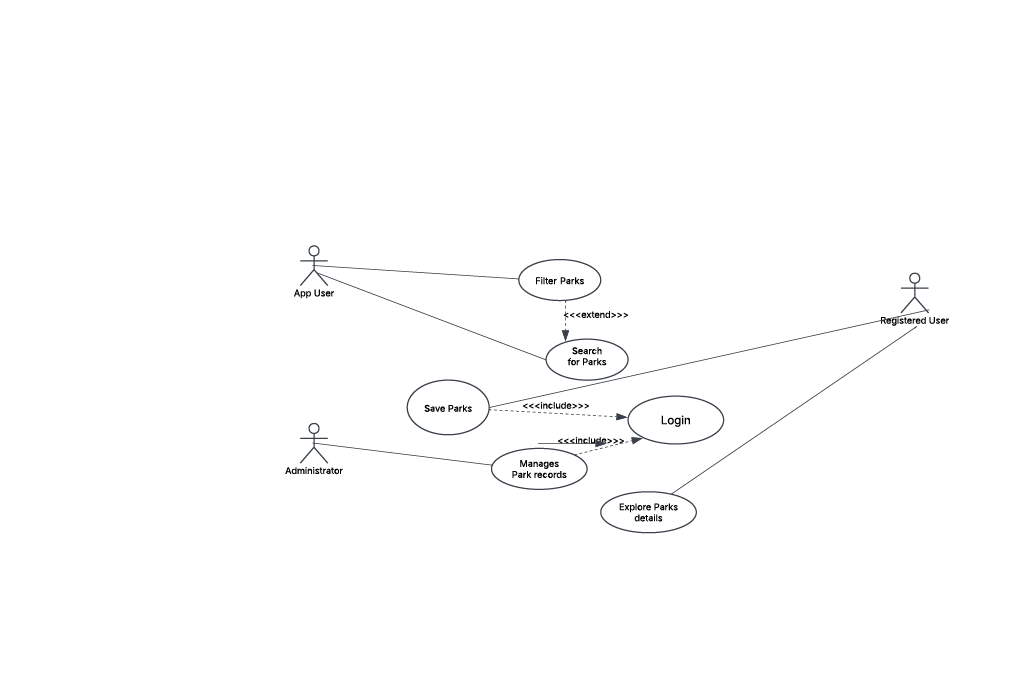 App User
Filter Parks
<<<extend>>>
Registered User
Search
for Parks
Save Parks
<<<include>>>
Login
<<<include>>>
Administrator
Manages
Park records
Explore Parks
details